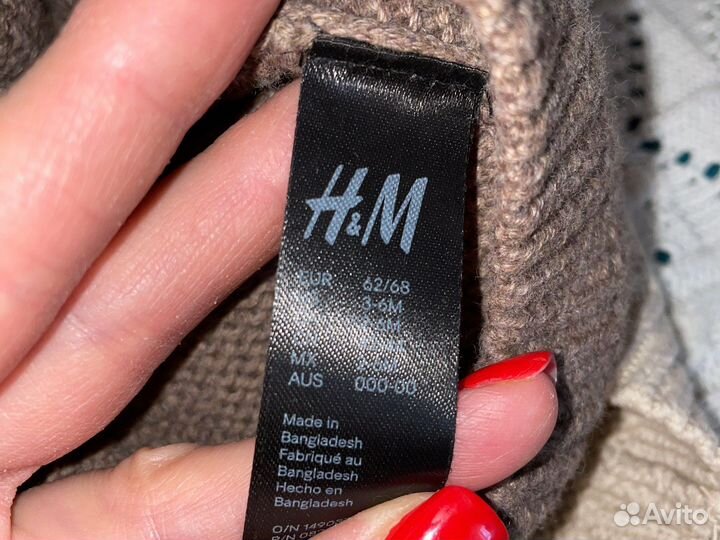 H&M
EUR 62/68
3-6M
MX
AUS 000-00
Made in
Bangladesh
Fabriqué au
Bangladesh
Hecho en
Bangladesh
O/N
Avito